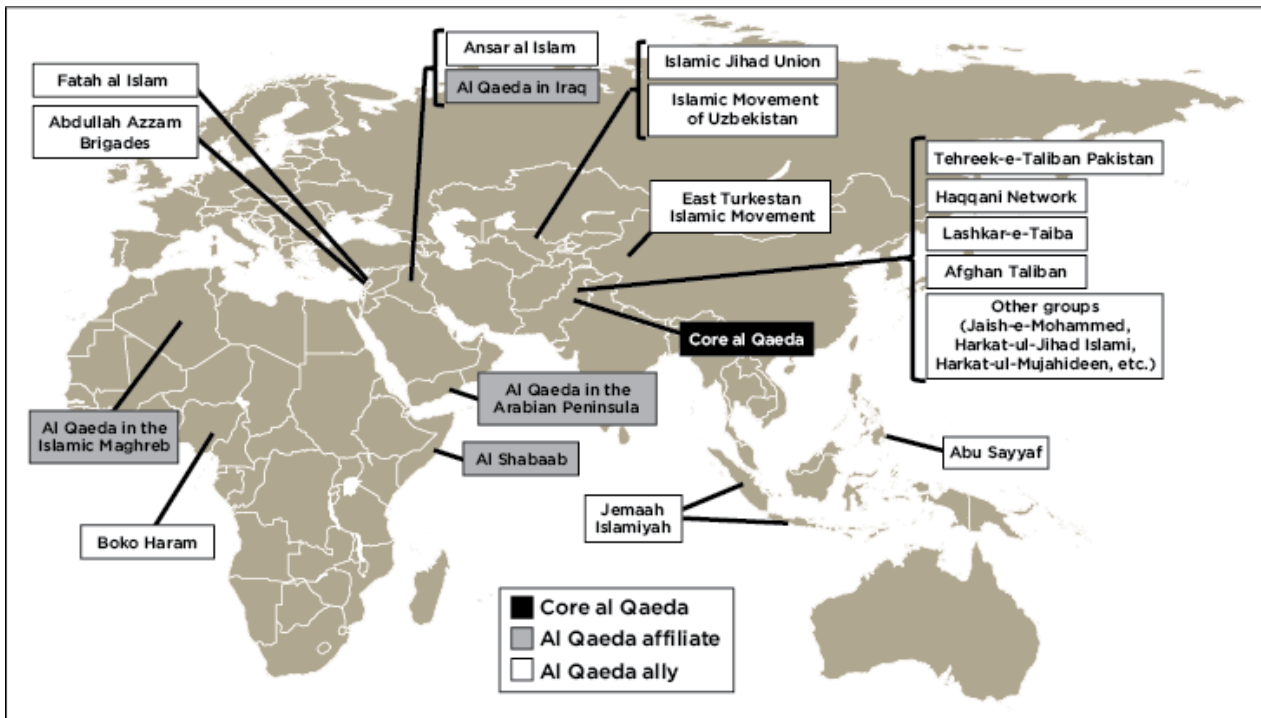 Ansar al Islam
Al Qaeda in Iraq
Fatah al Islam
Abdullah Azzam
Brigades
Islamic Jihad Union
Islamic Movement
of Uzbekistan
Tehreek-e-Taliban Pakistan
Haqqani Network
Lashkar-e-Taiba
Afghan Taliban
Other groups
(Jaish-e-Mohammed,
Harkat-ul-Jihad Islami,
Harkat-ul-Mujahideen, etc.)
East Turkestan
Islamic Movement
Core al Qaeda
Al Qaeda in the
Arabian Peninsula
Al Qaeda in the
Islamic Maghreb
Al Shabaab
Abu Sayyaf
Jemaah
Islamiyah
Boko Haram
Core al Qaeda
Al Qaeda affiliate
Al Qaeda ally